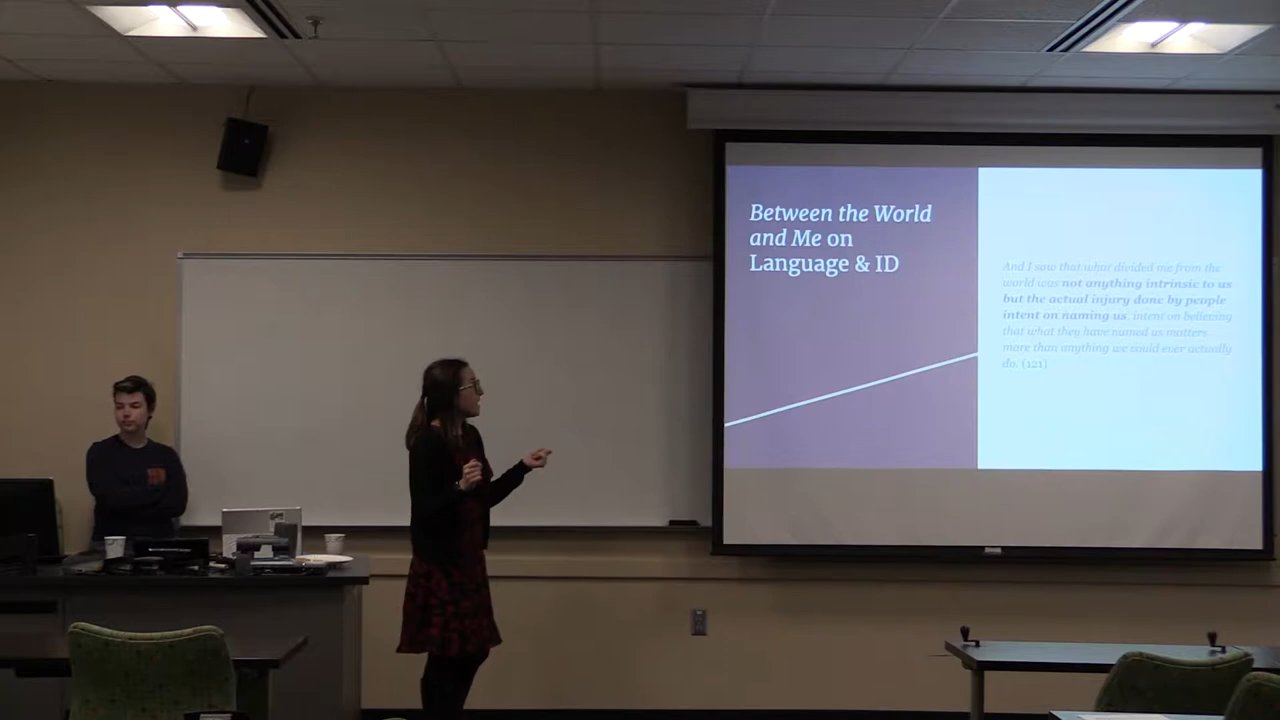 Between the World
and Me on
Language & ID
And I saw that what divided me from the
world was not anything intrinsic to us
but the actual injury done by people
intent on naming us, intent on believing
that what they have named us matters
more than anything we could ever actually
do. (121)